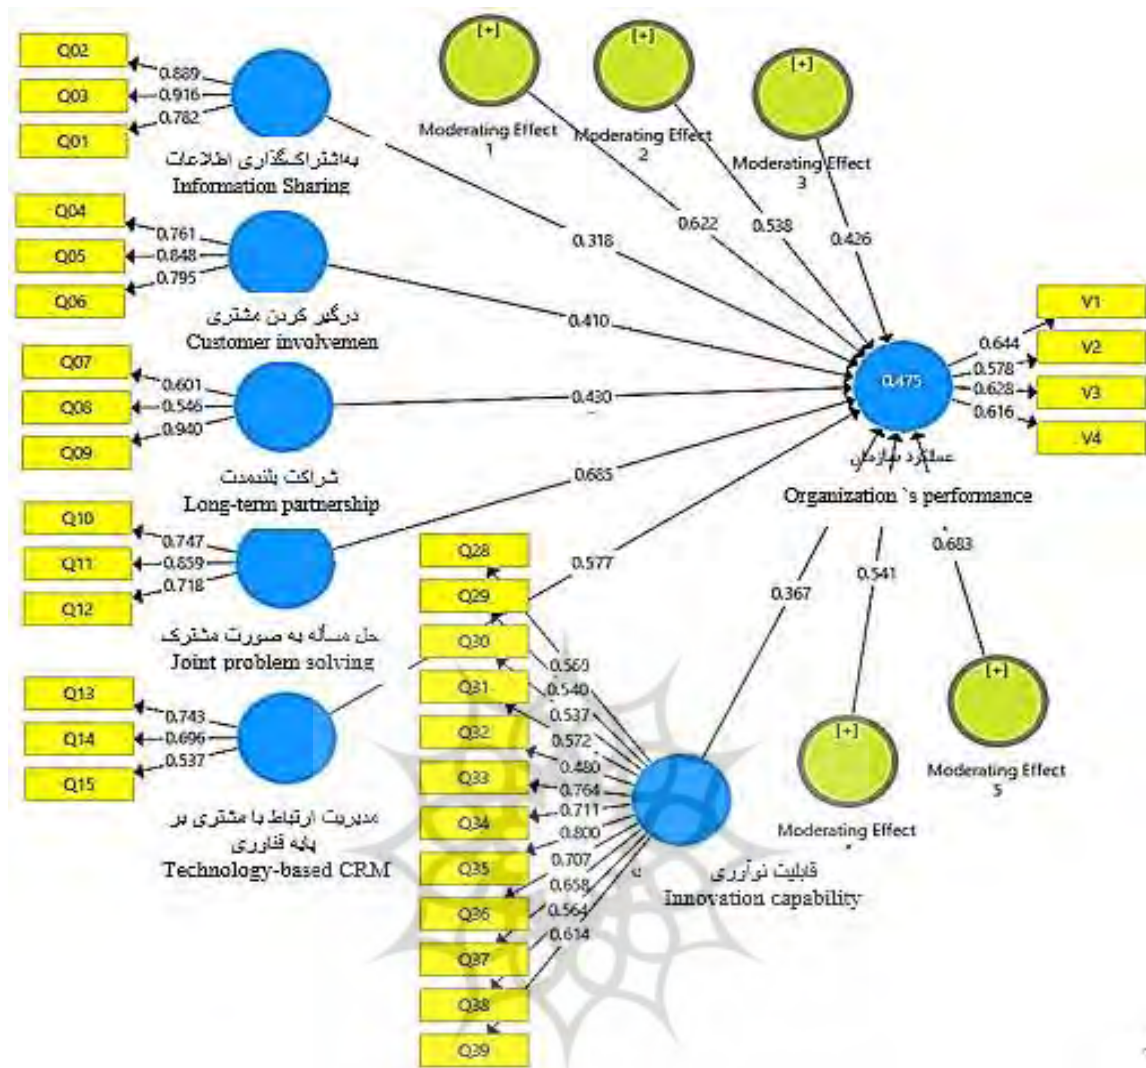 Q02
Q03
Q01
0.889
0.916
0.782
به‌اشتراک‌گذاری اطلاعات
Information Sharing
[+]
Moderating Effect
1
[+]
Moderating Effect
2
[+]
Moderating Effect
3
Q04
Q05
Q06
0.761
0.848
0.795
درگیر کردن مشتری
Customer involvemen
0.318
0.622
0.538
0.426
0.410
Q07
Q08
Q09
0.601
0.546
0.940
شراکت بلندمدت
Long-term partnership
0.430
0.475
0.644
0.578
0.628
0.616
V1
V2
V3
V4
عملکرد سازمان
Organization `s performance
Q10
Q11
Q12
0.747
0.859
0.718
حل مسأله به صورت مشترک
Joint problem solving
0.685
0.577
0.367
0.541
0.683
Q13
Q14
Q15
0.743
0.696
0.537
مدیریت ارتباط با مشتری بر
پایه فناوری
Technology-based CRM
Q28
Q29
Q30
Q31
Q32
Q33
Q34
Q35
Q36
Q37
Q38
Q39
0.569
0.540
0.537
0.572
0.480
0.764
0.711
0.800
0.707
0.658
0.564
0.614
قابلیت نوآوری
Innovation capability
[+]
Moderating Effect
[+]
Moderating Effect
5